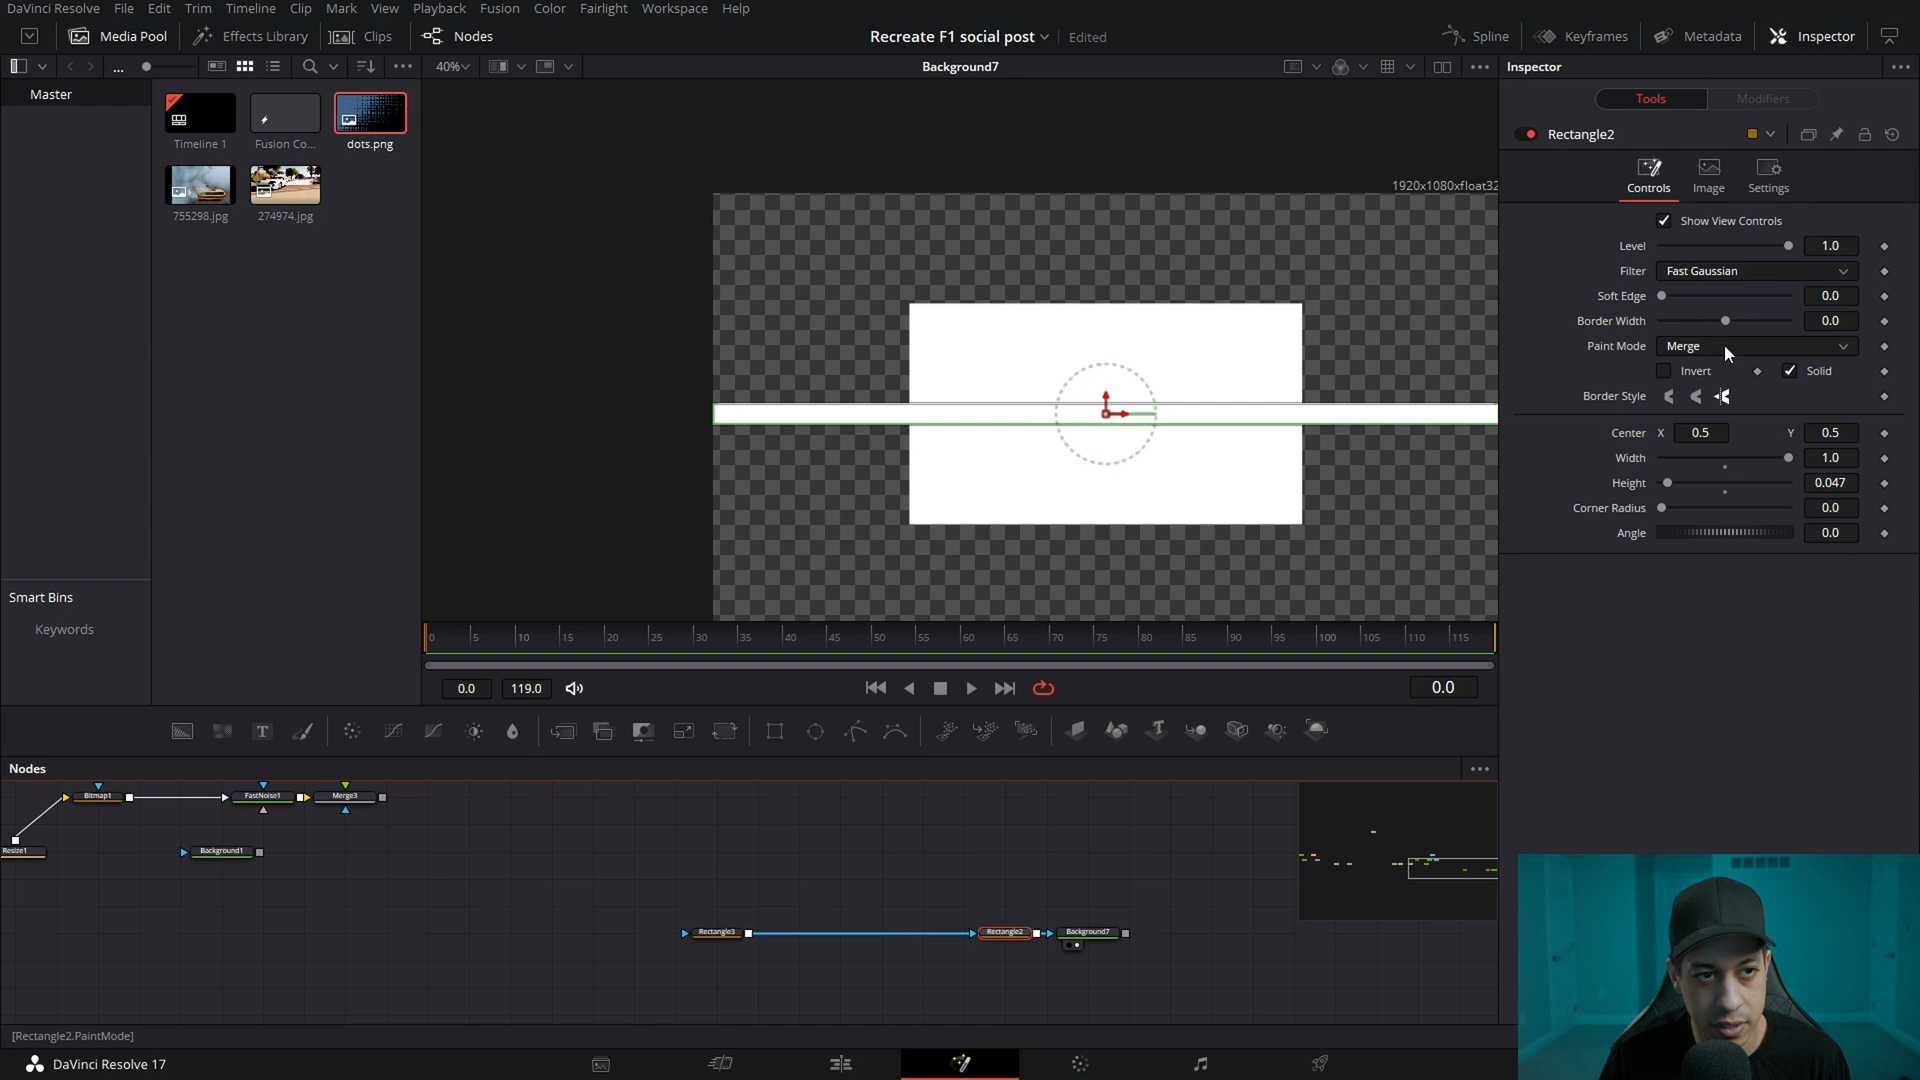 DaVinci Resolve File Edit Trim Timeline Clip Mark View Playback Fusion Color Fairlight Workspace Help
Media Pool Effects Library Clips Nodes Recreate F1 social post Edited Spline Keyframes Metadata Inspector
... 40% Background7 Inspector
Master
Timeline 1 Fusion Co... dots.png
755298.jpg 274974.jpg
Smart Bins
Keywords
1920x1080xfloat32
0 5 10 15 20 25 30 35 40 45 50 55 60 65 70 75 80 85 90 95 100 105 110 115
0.0 119.0 0.0
Tools Modifiers
Rectangle2
Controls Image Settings
Show View Controls
Level 1.0
Filter Fast Gaussian
Soft Edge 0.0
Border Width 0.0
Paint Mode Merge
Invert Solid
Border Style
Center X 0.5 Y 0.5
Width 1.0
Height 0.047
Corner Radius 0.0
Angle 0.0
Nodes
Bitmap1 FastNoise1 Merge3
Resize1 Background1
Rectangle3 Rectangle2 Background7
[Rectangle2.PaintMode]
DaVinci Resolve 17